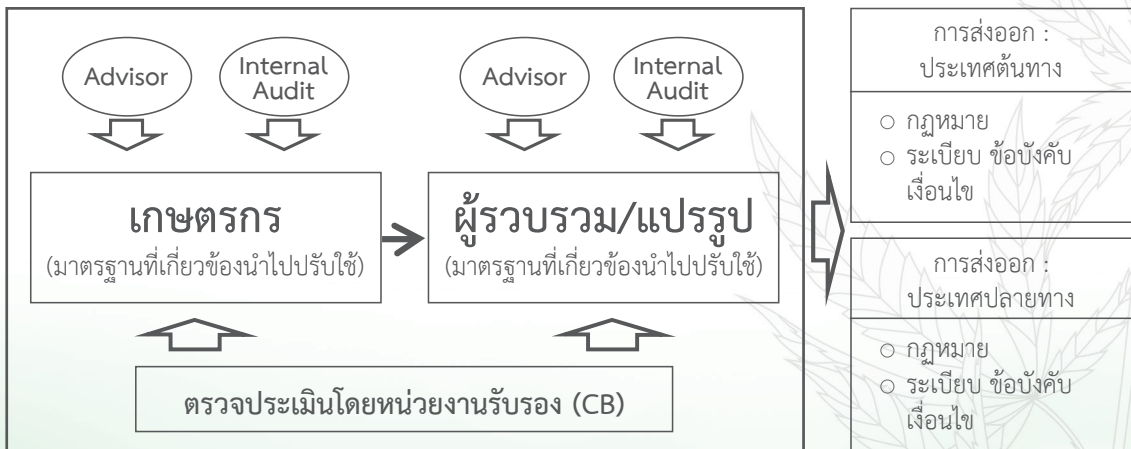 Advisor
Internal
Audit
Advisor
Internal
Audit
เกษตรกร
(มาตรฐานที่เกี่ยวข้องนำไปปรับใช้)
ผู้รวบรวม/แปรรูป
(มาตรฐานที่เกี่ยวข้องนำไปปรับใช้)
ตรวจประเมินโดยหน่วยงานรับรอง (CB)
การส่งออก :
ประเทศต้นทาง
○ กฎหมาย
○ ระเบียบ ข้อบังคับ
เงื่อนไข
การส่งออก :
ประเทศปลายทาง
○ กฎหมาย
○ ระเบียบ ข้อบังคับ
เงื่อนไข